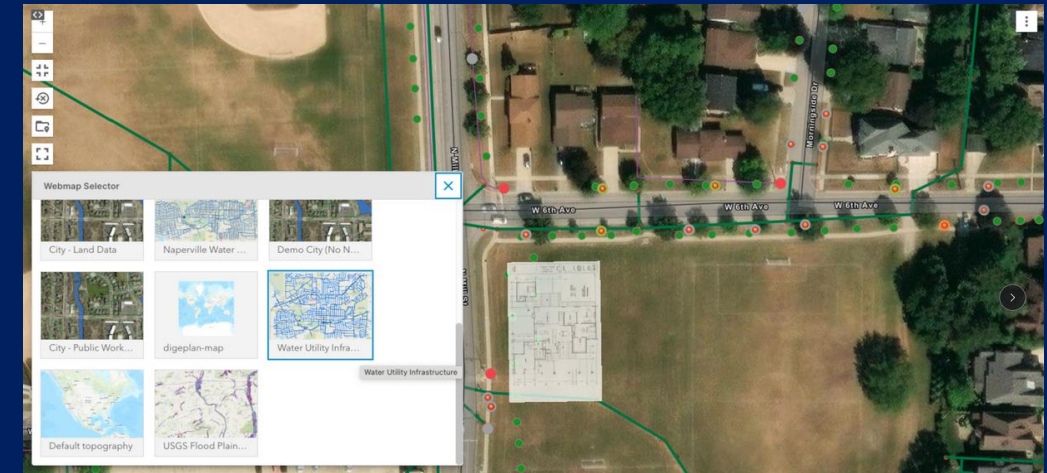 Webmap Selector
City - Land Data
Naperville Water ...
Demo City (No N...
City - Public Work...
digeplan-map
Water Utility Infra...
Water Utility Infrastructure
Default topography
USGS Flood Plain...
Morningside Dr
W 6th Ave
W 6th Ave
W 6th Ave